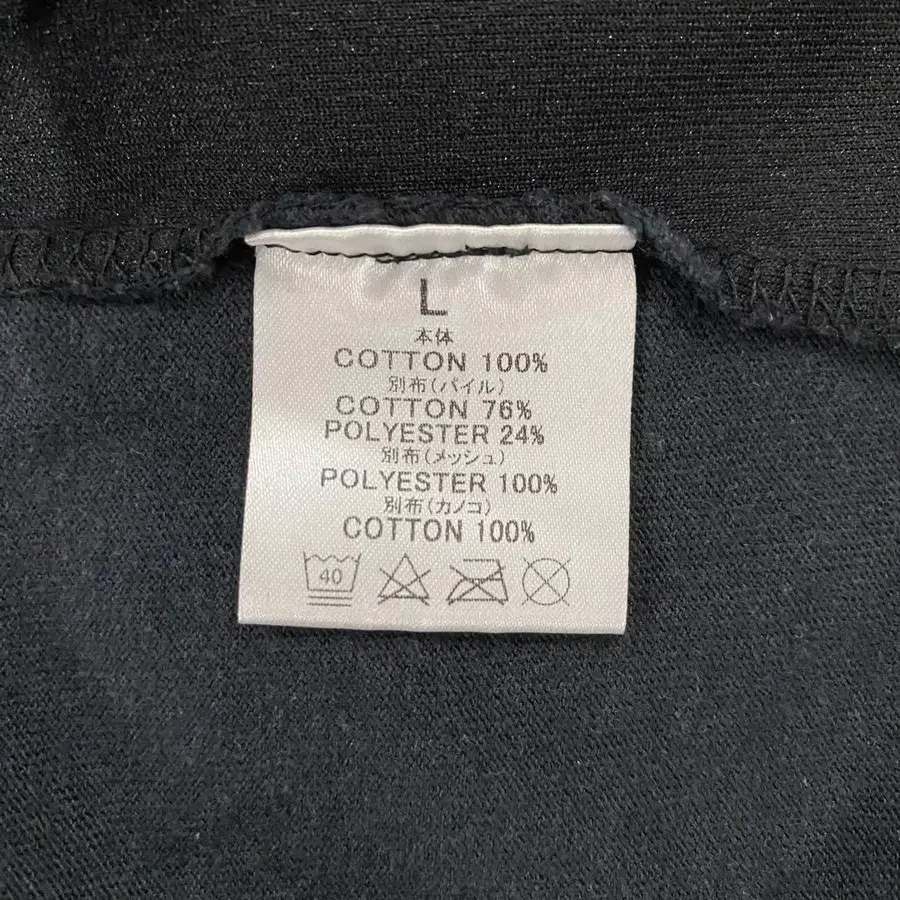 L
本体
COTTON 100%
別布(パイル)
COTTON 76%
POLYESTER 24%
別布(メッシュ)
POLYESTER 100%
別布(カノコ)
COTTON 100%
40